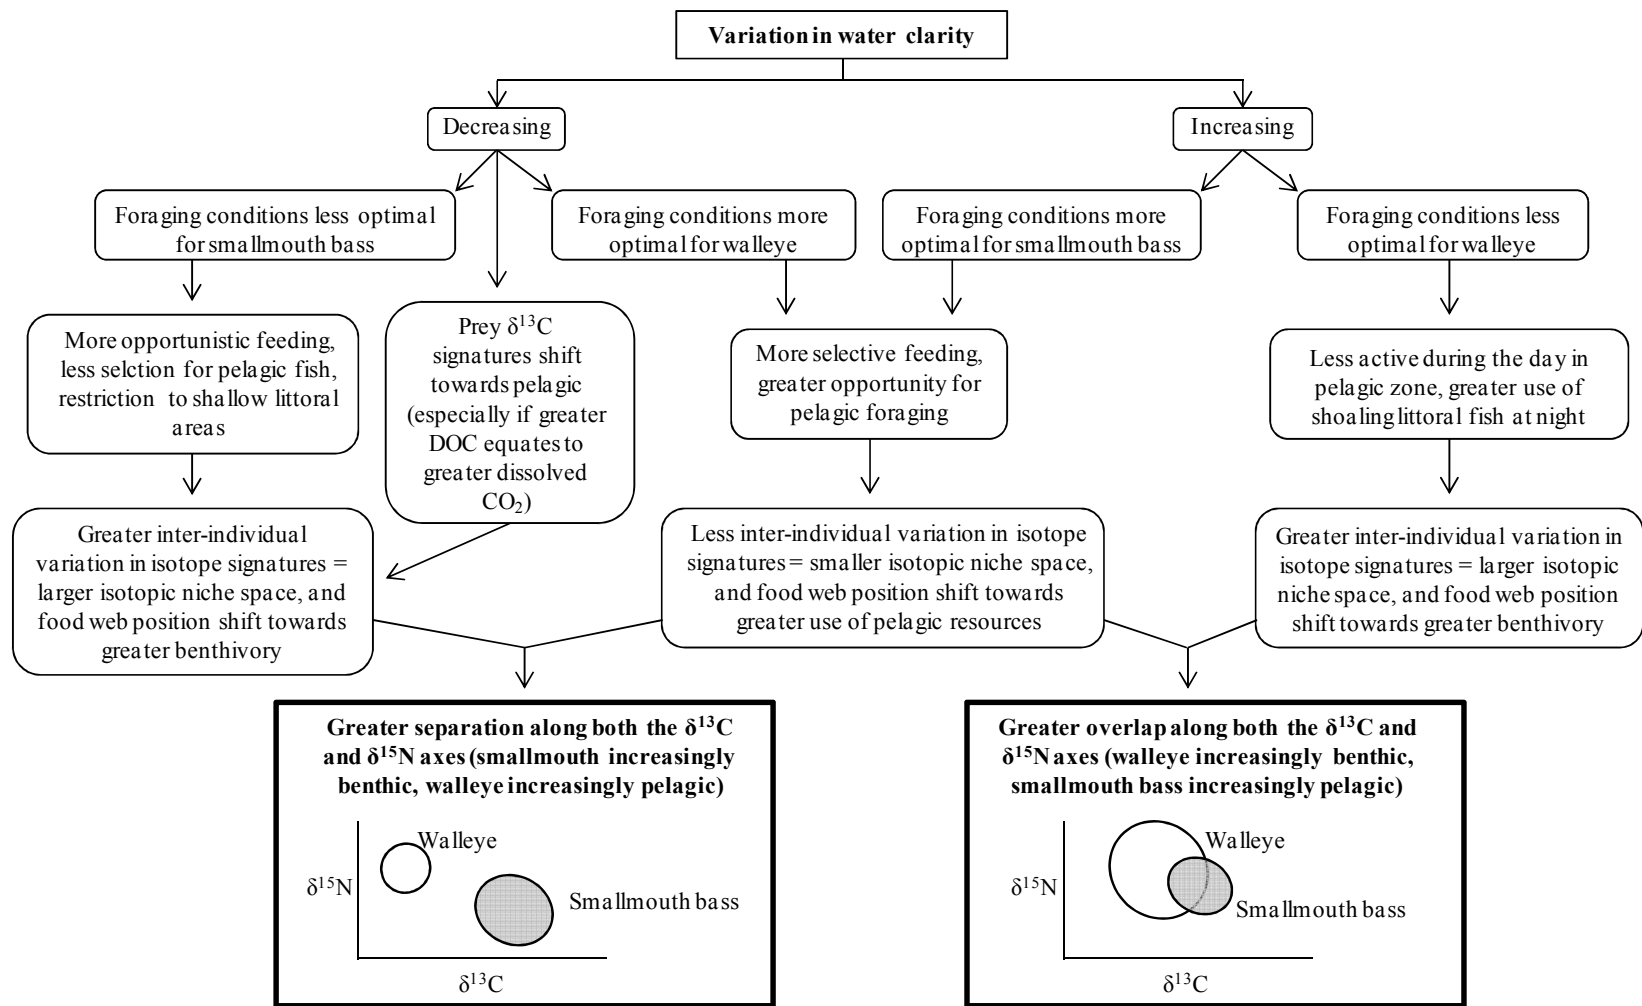 Variation in water clarity
Decreasing
Increasing
Foraging conditions less optimal
for smallmouth bass
Foraging conditions more
optimal for walleye
Foraging conditions more
optimal for smallmouth bass
Foraging conditions less
optimal for walleye
More opportunistic feeding,
less selction for pelagic fish,
restriction to shallow littoral
areas
Prey δ¹³C
signatures shift
towards pelagic
(especially if greater
DOC equates to
greater dissolved
CO₂)
More selective feeding,
greater opportunity for
pelagic foraging
Less active during the day in
pelagic zone, greater use of
shoaling littoral fish at night
Greater inter-individual
variation in isotope signatures =
larger isotopic niche space, and
food web position shift towards
greater benthivory
Less inter-individual variation in isotope
signatures = smaller isotopic niche space,
and food web position shift towards
greater use of pelagic resources
Greater inter-individual variation in
isotope signatures = larger isotopic
niche space, and food web position
shift towards greater benthivory
Greater separation along both the δ¹³C
and δ¹⁵N axes (smallmouth increasingly
benthic, walleye increasingly pelagic)
Walleye
δ¹⁵N
Smallmouth bass
δ¹³C
Greater overlap along both the δ¹³C and
δ¹⁵N axes (walleye increasingly benthic,
smallmouth bass increasingly pelagic)
Walleye
δ¹⁵N
Smallmouth bass
δ¹³C